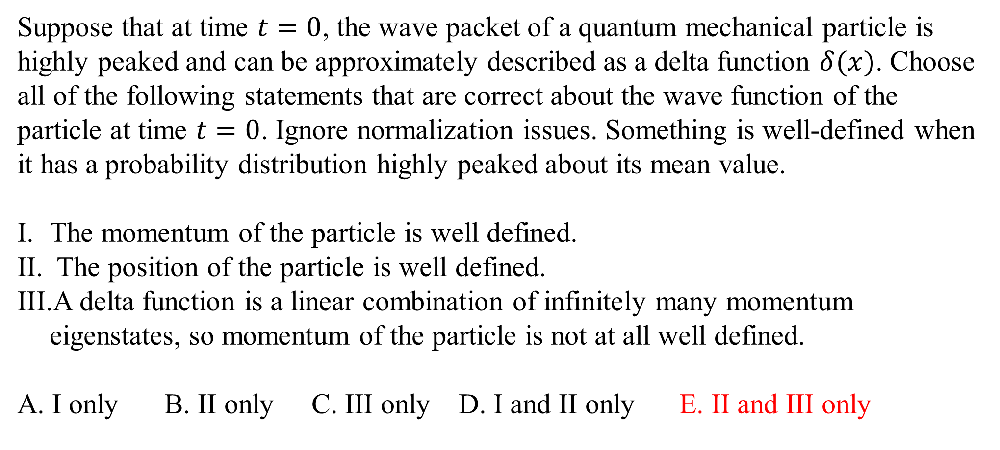 Suppose that at time 𝑡 = 0, the wave packet of a quantum mechanical particle is
highly peaked and can be approximately described as a delta function 𝛿(𝑥). Choose
all of the following statements that are correct about the wave function of the
particle at time 𝑡 = 0. Ignore normalization issues. Something is well-defined when
it has a probability distribution highly peaked about its mean value.
I. The momentum of the particle is well defined.
II. The position of the particle is well defined.
III.A delta function is a linear combination of infinitely many momentum
eigenstates, so momentum of the particle is not at all well defined.
A. I only B. II only C. III only D. I and II only E. II and III only